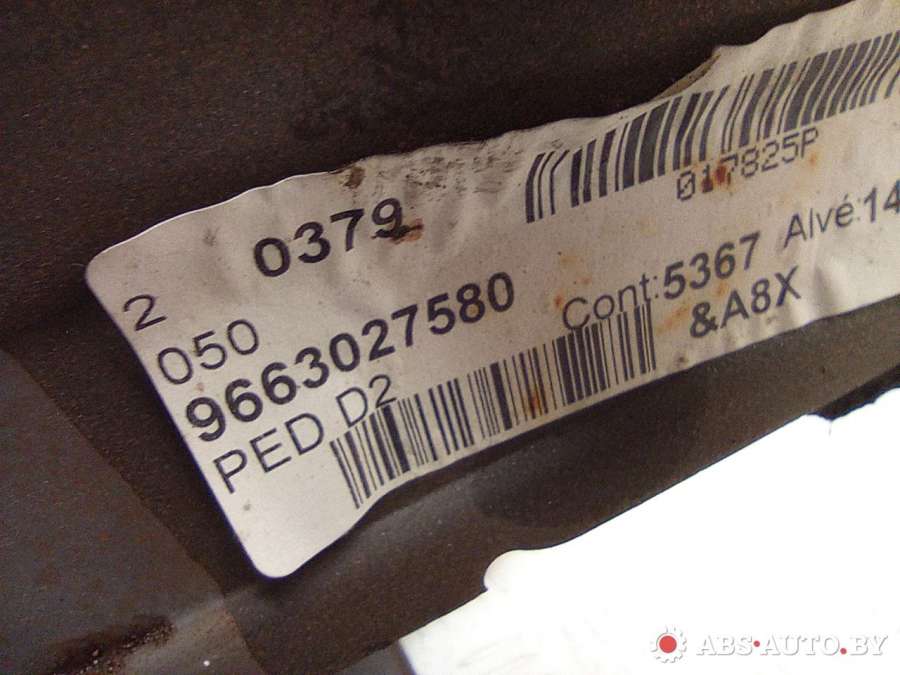 2 0379
017825P
050
9663027580 Cont:5367 Alvé:14
PED D2 &A8X
ABS-AUTO.BY